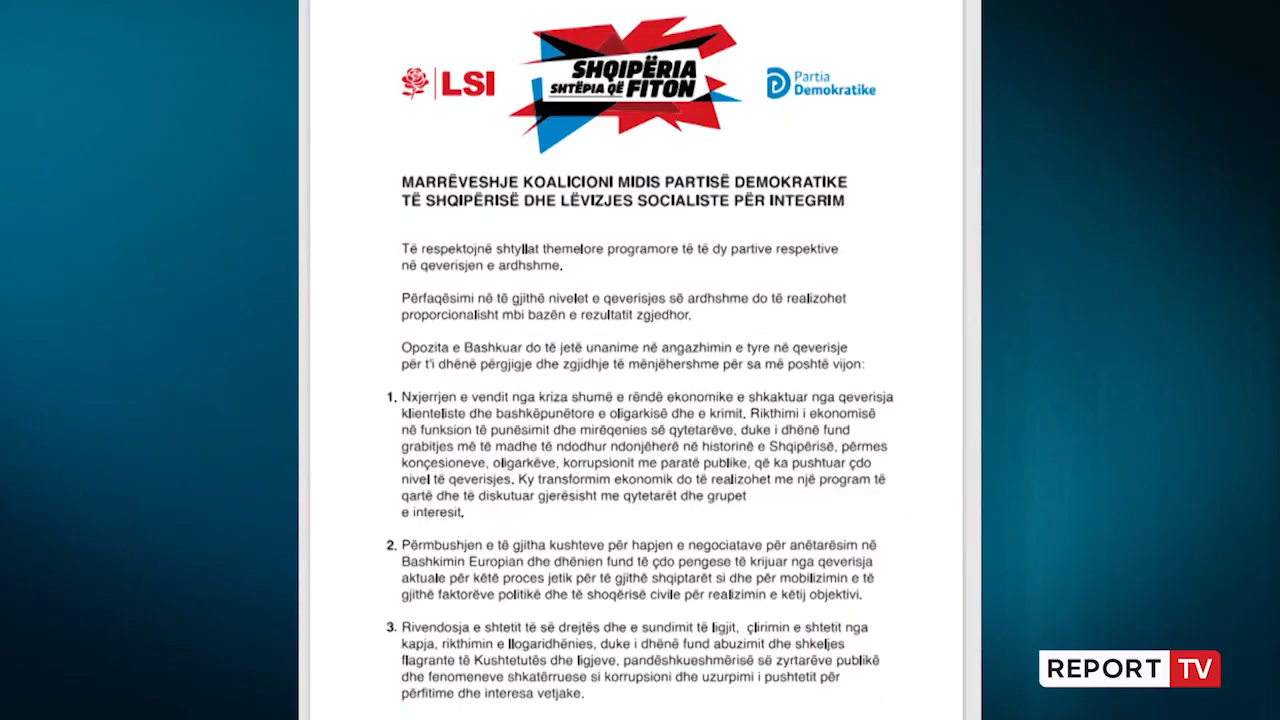 LSI
SHQIPËRIA
SHTËPIA QË FITON
Partia
Demokratike
MARRËVESHJE KOALICIONI MIDIS PARTISË DEMOKRATIKE
TË SHQIPËRISË DHE LËVIZJES SOCIALISTE PËR INTEGRIM
Të respektojnë shtyllat themelore programore të të dy partive respektive
në qeverisjen e ardhshme.
Përfaqësimi në të gjithë nivelet e qeverisjes së ardhshme do të realizohet
proporcionalisht mbi bazën e rezultatit zgjedhor.
Opozita e Bashkuar do të jetë unanime në angazhimin e tyre në qeverisje
për t'i dhënë përgjigje dhe zgjidhje të mënjëhershme për sa më poshtë vijon:
1. Nxjerrjen e vendit nga kriza shumë e rëndë ekonomike e shkaktuar nga qeverisja
klienteliste dhe bashkëpunëtore e oligarkisë dhe e krimit. Rikthimi i ekonomisë
në funksion të punësimit dhe mirëqenies së qytetarëve, duke i dhënë fund
grabitjes më të madhe të ndodhur ndonjëherë në historinë e Shqipërisë, përmes
konçesioneve, oligarkëve, korrupsionit me paratë publike, që ka pushtuar çdo
nivel të qeverisjes. Ky transformim ekonomik do të realizohet me një program të
qartë dhe të diskutuar gjerësisht me qytetarët dhe grupet
e interesit.
2. Përmbushjen e të gjitha kushteve për hapjen e negociatave për anëtarësim në
Bashkimin Europian dhe dhënien fund të çdo pengese të krijuar nga qeverisja
aktuale për këtë proces jetik për të gjithë shqiptarët si dhe për mobilizimin e të
gjithë faktorëve politikë dhe të shoqërisë civile për realizimin e këtij objektivi.
3. Rivendosja e shtetit të së drejtës dhe e sundimit të ligjit, çlirimin e shtetit nga
kapja, rikthimin e llogaridhënies, duke i dhënë fund abuzimit dhe shkeljes
flagrante të Kushtetutës dhe ligjeve, pandëshkueshmërisë së zyrtarëve publikë
dhe fenomeneve shkatërruese si korrupsioni dhe uzurpimi i pushtetit për
përfitime dhe interesa vetjake.
REPORT TV